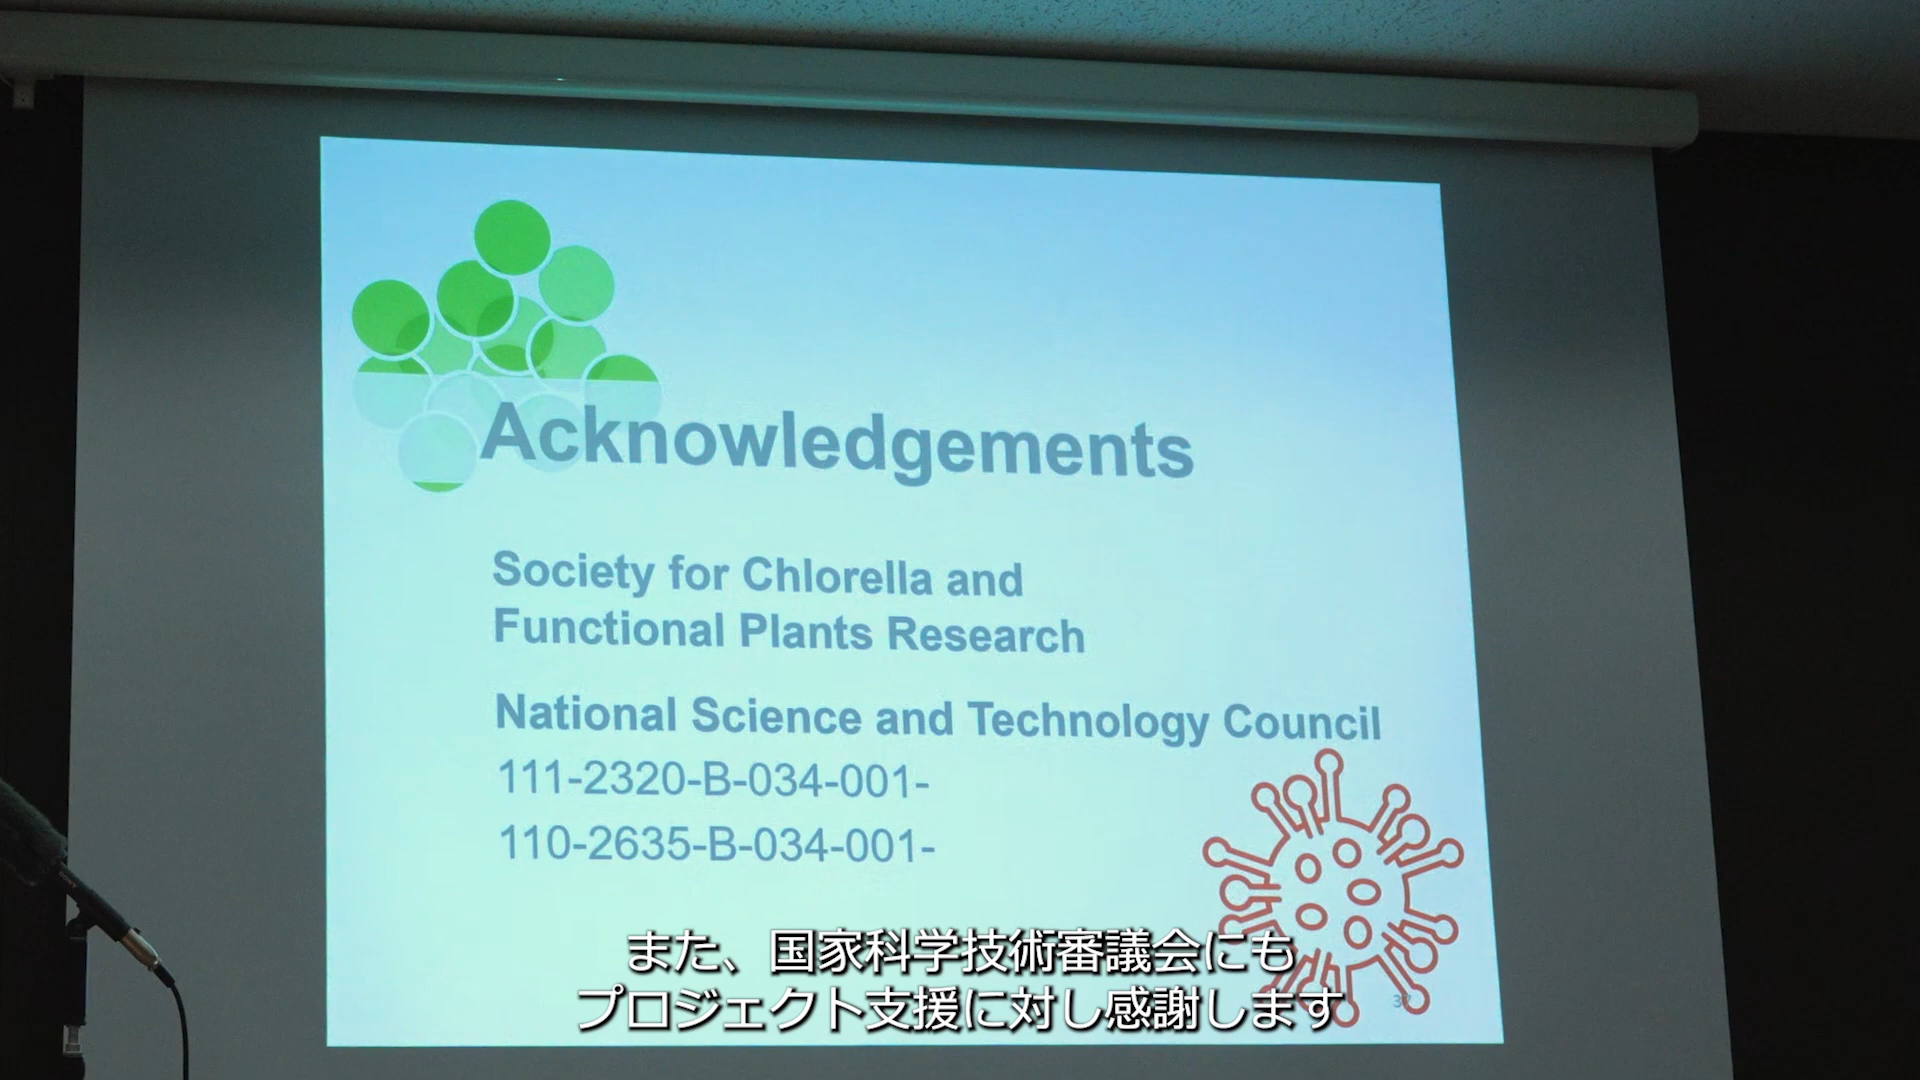 Acknowledgements
Society for Chlorella and
Functional Plants Research
National Science and Technology Council
111-2320-B-034-001-
110-2635-B-034-001-
また、国家科学技術審議会にも
プロジェクト支援に対し感謝します
37
SONY